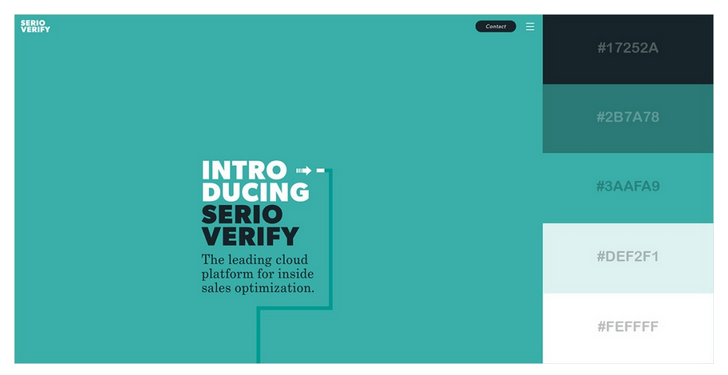 SERIO
VERIFY
Contact
INTRO
DUCING
SERIO
VERIFY
The leading cloud
platform for inside
sales optimization.
#17252A
#2B7A78
#3AAFA9
#DEF2F1
#FEFFFF